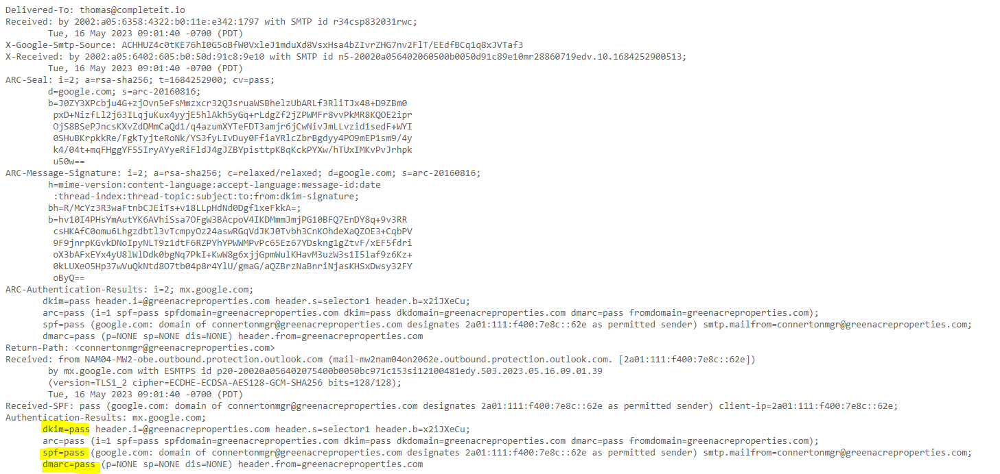 Delivered-To: thomas@completeit.io
Received: by 2002:a05:6358:4322:b0:11e:e342:1797 with SMTP id r34csp832031rwc;
Tue, 16 May 2023 09:01:40 -0700 (PDT)
X-Google-Smtp-Source: ACHHUZ4c0tKE76hI0G5oBfW0VxleJ1mduXd8VsxHsa4bZIvrZHG7nv2FlT/EEdfBCq1q8xJVTaf3
X-Received: by 2002:a05:6402:605:b0:50d:91c8:9e10 with SMTP id n5-20020a056402060500b0050d91c89e10mr28860719edv.10.1684252900513;
Tue, 16 May 2023 09:01:40 -0700 (PDT)
ARC-Seal: i=2; a=rsa-sha256; t=1684252900; cv=pass;
d=google.com; s=arc-20160816;
b=J0ZY3XPcbju4G+zjOvn5eFsMmzxcr32QJsruaWSBhelzUbARLf3RliTJx48+D9ZBm0
pxD+NizfLl2j63ILqjuKux4yyjE5hlAkh5yGq+rLdgZf2jZPWMFr8vvPkMR8KQOE2ipr
OjS8BSePJncsKXvZdDMmCaQd1/q4azumXYTeFDT3amjr6jCwNivJmLLvzid1sedF+WYI
0SHuBKrpkkRe/FgkTyjteRoNk/YS3fyLIvDuy0FfiaYRlcZbrBgdyy4PO9mEP1sm9/4y
k4/04t+mqFHggYF5SIryAYyeRiFldJ4gJZBYpisttpKBqKckPYXw/hTUxIMKvPvJrhpk
u50w==
ARC-Message-Signature: i=2; a=rsa-sha256; c=relaxed/relaxed; d=google.com; s=arc-20160816;
h=mime-version:content-language:accept-language:message-id:date
:thread-index:thread-topic:subject:to:from:dkim-signature;
bh=R/McYz3R3waFtnbCJEiTs+v18LLpHdNd0Dgf1xeFkkA=;
b=hv10I4PHsYmAutYK6AVhiSsa7OFgW3BAcpoV4IKDMmmJmjPG10BFQ7EnDY8q+9v3RR
csHKAfC0omu6Lhgzdbtl3vTcmpyOz24aswRGqVdJKJ0Tvbh3CnKOhdeXaQZOE3+CqbPV
9F9jnrpKGvkDNoIpyNLT9z1dtF6RZPYhYPWWMPvPc65Ez67YDskng1gZtvF/xEF5fdri
oX3bAFxEYx4yU8lWlDdk0bgNq7PkI+KwW8g6xjjGpmWulKHavM3uzW3s1I5laf9z6Kz+
0kLUXeO5Hp37wVuQkNtd8O7tb04p8r4YlU/gmaG/aQZBrzNaBnriNjasKHSxDwsy32FY
oByQ==
ARC-Authentication-Results: i=2; mx.google.com;
dkim=pass header.i=@greenacreproperties.com header.s=selector1 header.b=x2iJXeCu;
arc=pass (i=1 spf=pass spfdomain=greenacreproperties.com dkim=pass dkdomain=greenacreproperties.com dmarc=pass fromdomain=greenacreproperties.com);
spf=pass (google.com: domain of connertonmgr@greenacreproperties.com designates 2a01:111:f400:7e8c::62e as permitted sender) smtp.mailfrom=connertonmgr@greenacreproperties.com;
dmarc=pass (p=NONE sp=NONE dis=NONE) header.from=greenacreproperties.com
Return-Path: <connertonmgr@greenacreproperties.com>
Received: from NAM04-MW2-obe.outbound.protection.outlook.com (mail-mw2nam04on2062e.outbound.protection.outlook.com. [2a01:111:f400:7e8c::62e])
by mx.google.com with ESMTPS id p20-20020a056402075400b0050bc971c153si12100481edy.503.2023.05.16.09.01.39
(version=TLS1_2 cipher=ECDHE-ECDSA-AES128-GCM-SHA256 bits=128/128);
Tue, 16 May 2023 09:01:40 -0700 (PDT)
Received-SPF: pass (google.com: domain of connertonmgr@greenacreproperties.com designates 2a01:111:f400:7e8c::62e as permitted sender) client-ip=2a01:111:f400:7e8c::62e;
Authentication-Results: mx.google.com;
dkim=pass header.i=@greenacreproperties.com header.s=selector1 header.b=x2iJXeCu;
arc=pass (i=1 spf=pass spfdomain=greenacreproperties.com dkim=pass dkdomain=greenacreproperties.com dmarc=pass fromdomain=greenacreproperties.com);
spf=pass (google.com: domain of connertonmgr@greenacreproperties.com designates 2a01:111:f400:7e8c::62e as permitted sender) smtp.mailfrom=connertonmgr@greenacreproperties.com;
dmarc=pass (p=NONE sp=NONE dis=NONE) header.from=greenacreproperties.com